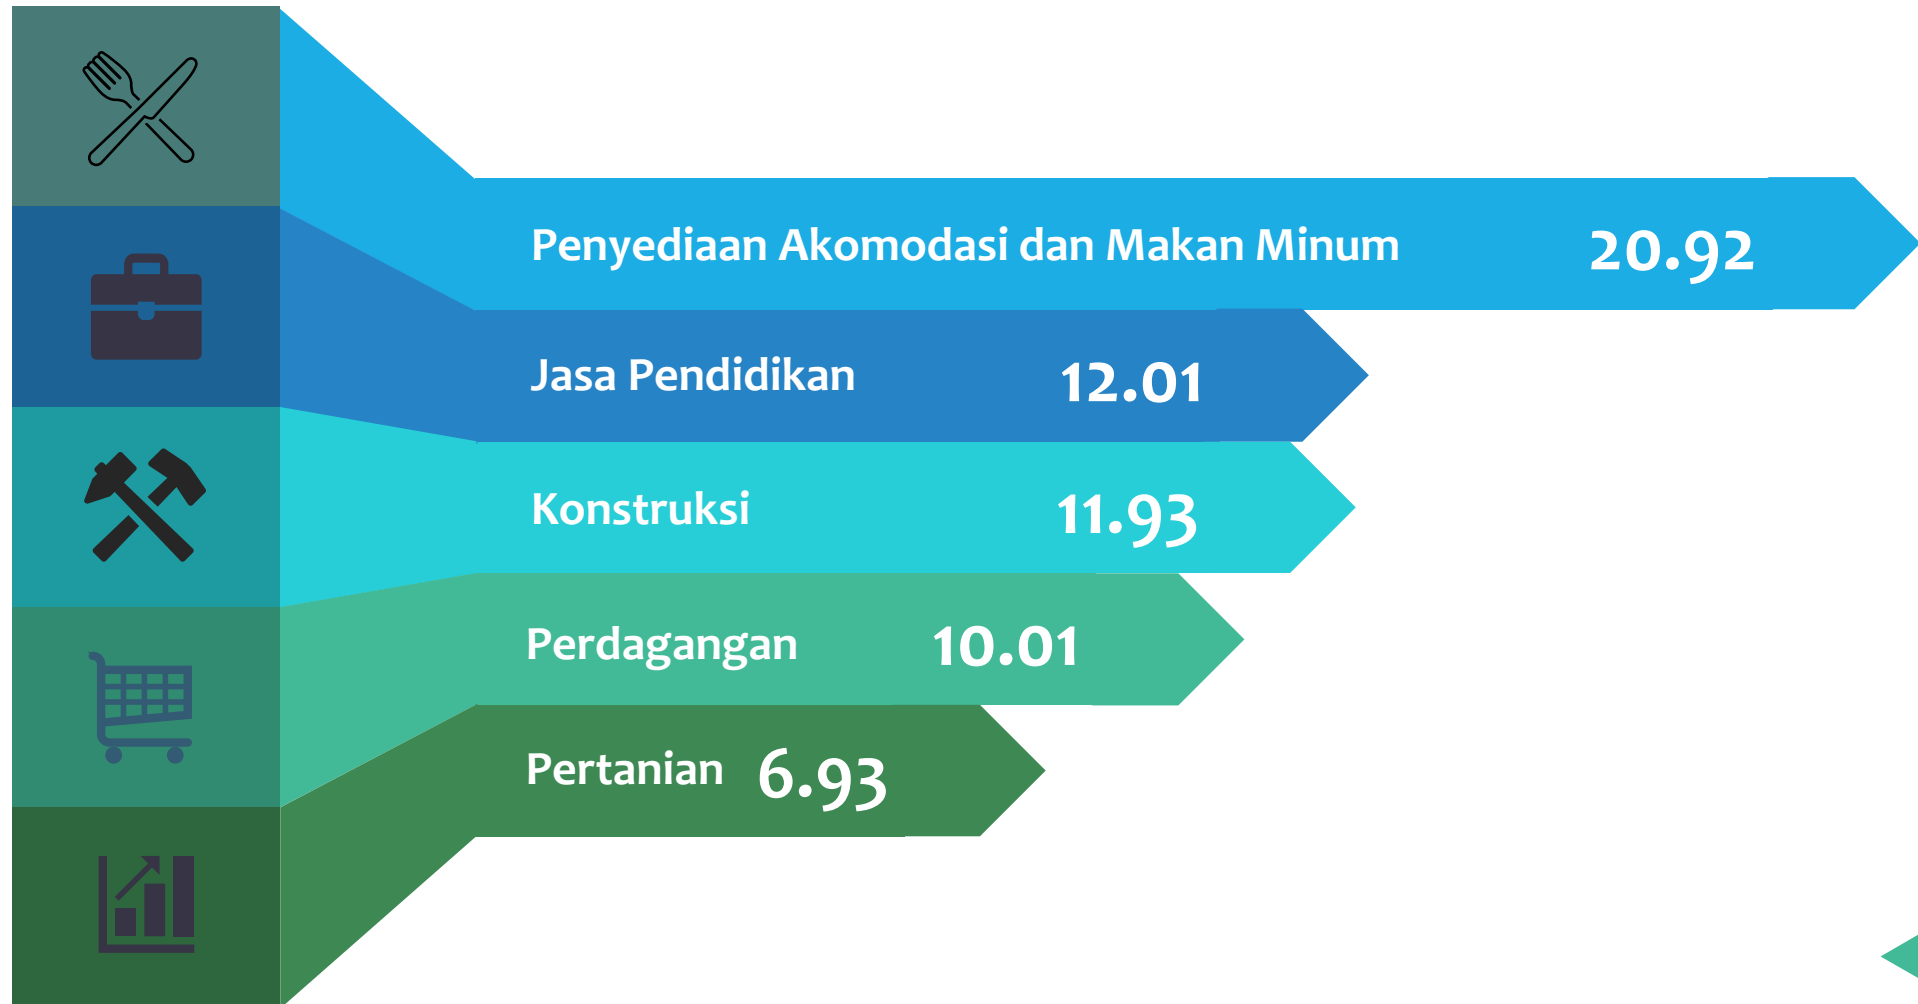 Penyediaan Akomodasi dan Makan Minum 20.92
Jasa Pendidikan 12.01
Konstruksi 11.93
Perdagangan 10.01
Pertanian 6.93